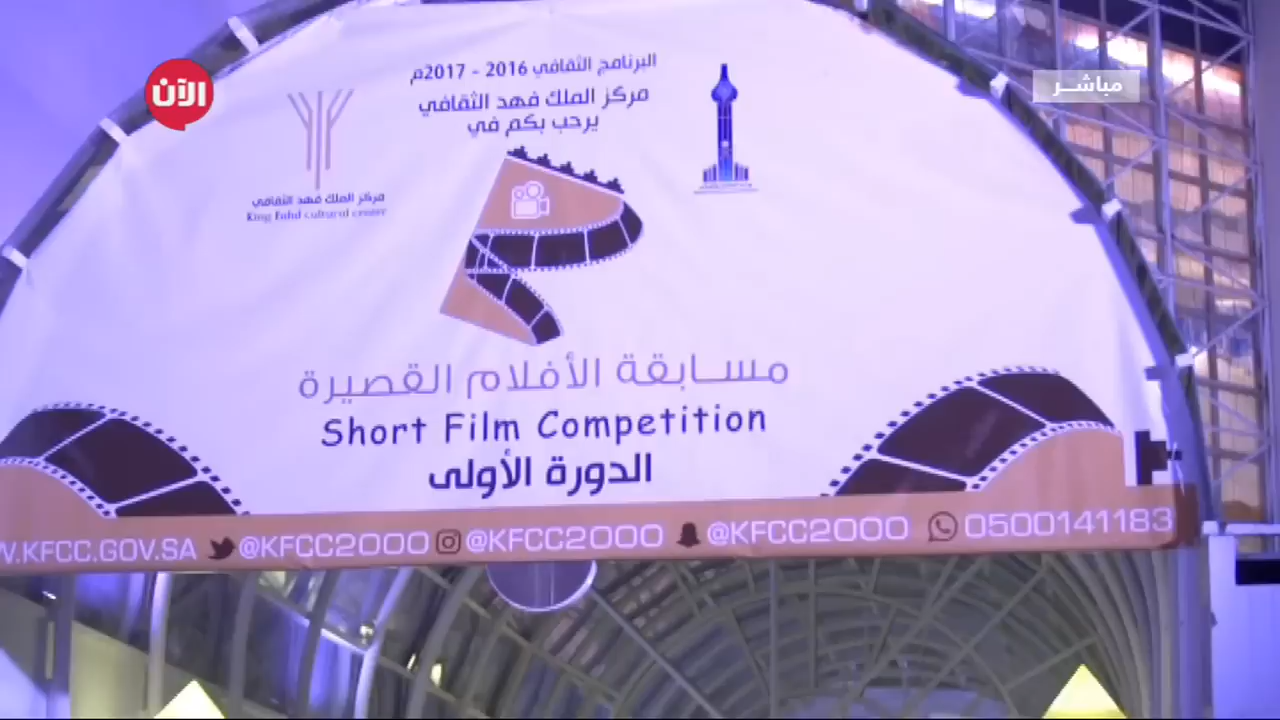 الآن
مباشر
البرنامج الثقافي 2016 - 2017م
مركز الملك فهد الثقافي
يرحب بكم في
مركز الملك فهد الثقافي
King Fahd cultural center
مسابقة الأفلام القصيرة
Short Film Competition
الدورة الأولى
W.KFCC.GOV.SA @KFCC2000 @KFCC2000 @KFCC2000 0500141183